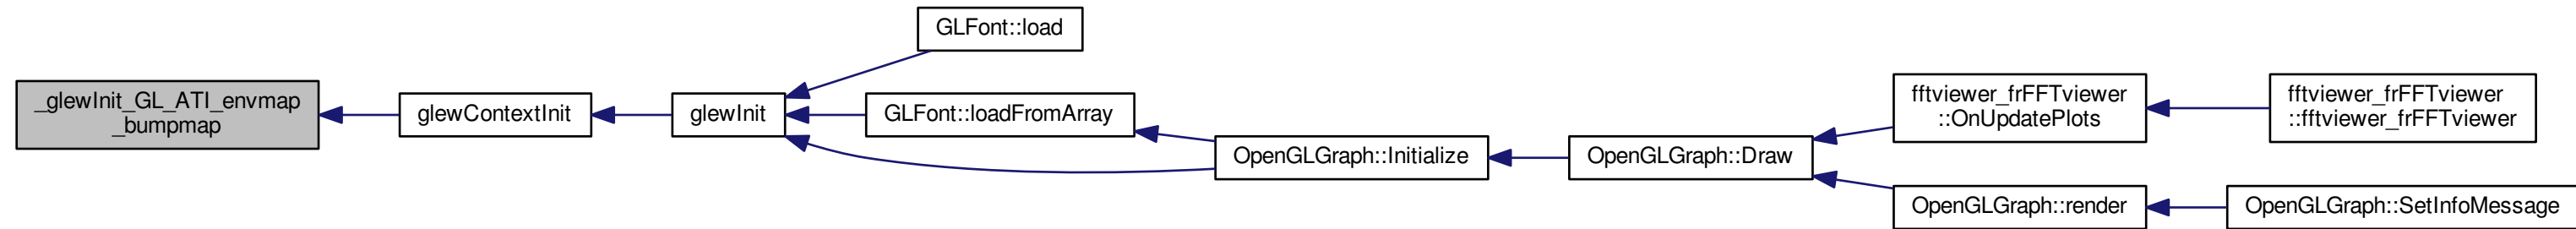 _glewInit_GL_ATI_envmap
_bumpmap
glewContextInit
glewInit
GLFont::load
GLFont::loadFromArray
OpenGLGraph::Initialize
OpenGLGraph::Draw
fftviewer_frFFTviewer
::OnUpdatePlots
fftviewer_frFFTviewer
::fftviewer_frFFTviewer
OpenGLGraph::render
OpenGLGraph::SetInfoMessage